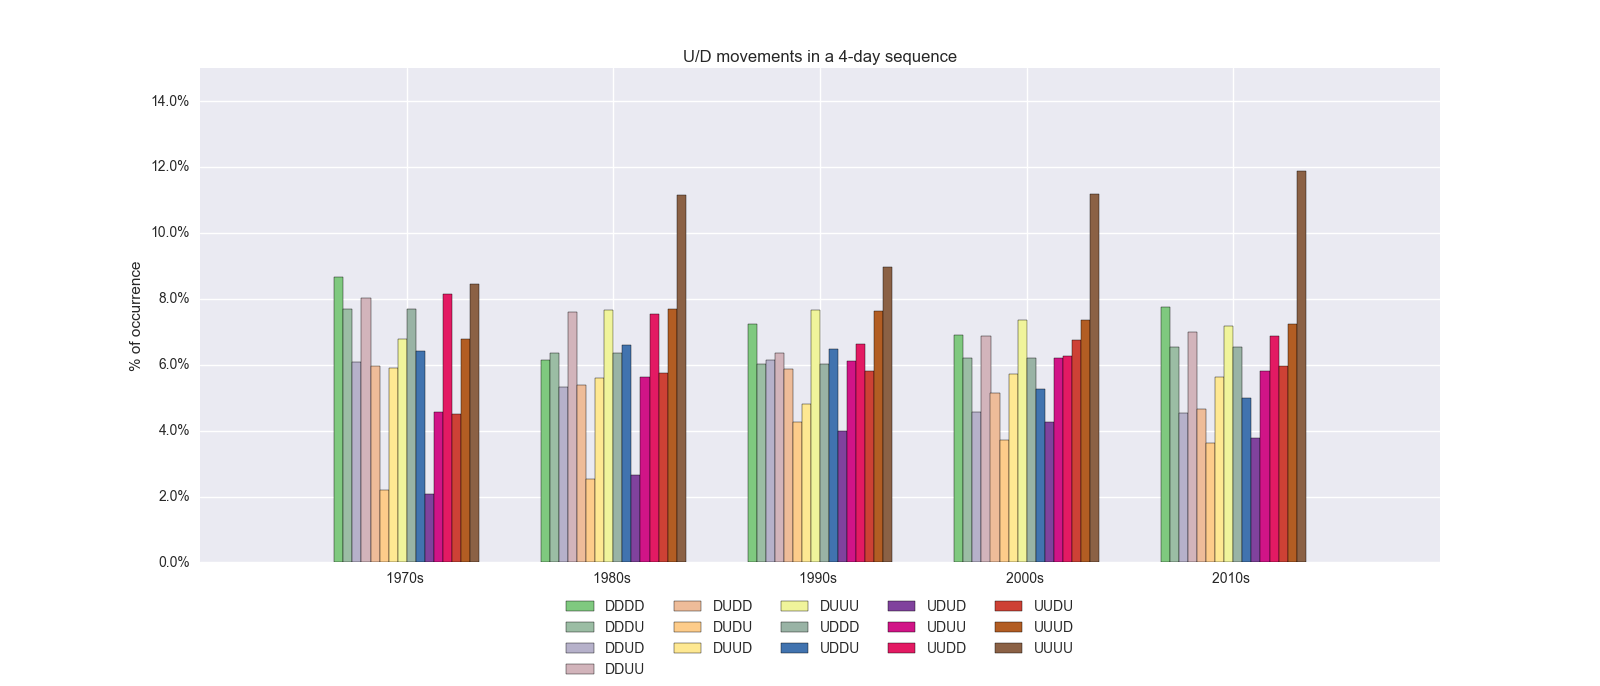 U/D movements in a 4-day sequence
14.0%
12.0%
10.0%
8.0%
6.0%
4.0%
2.0%
0.0%
% of occurrence
1970s 1980s 1990s 2000s 2010s
DDDD DUDD DUUU UDUD UUDU
DDDU DUDU UDDD UDUU UUUD
DDUD DUUD UDDU UUDD UUUU
DDUU